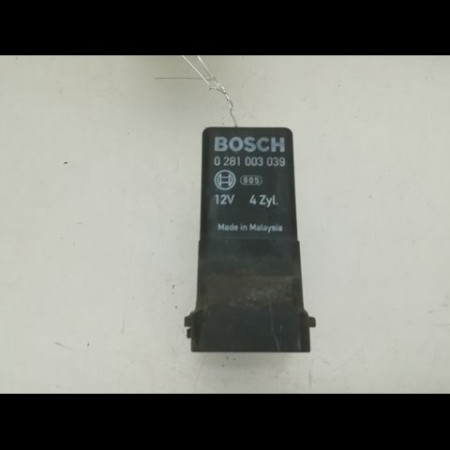 BOSCH
0 281 003 039
605
12V 4 Zyl.
Made in Malaysia